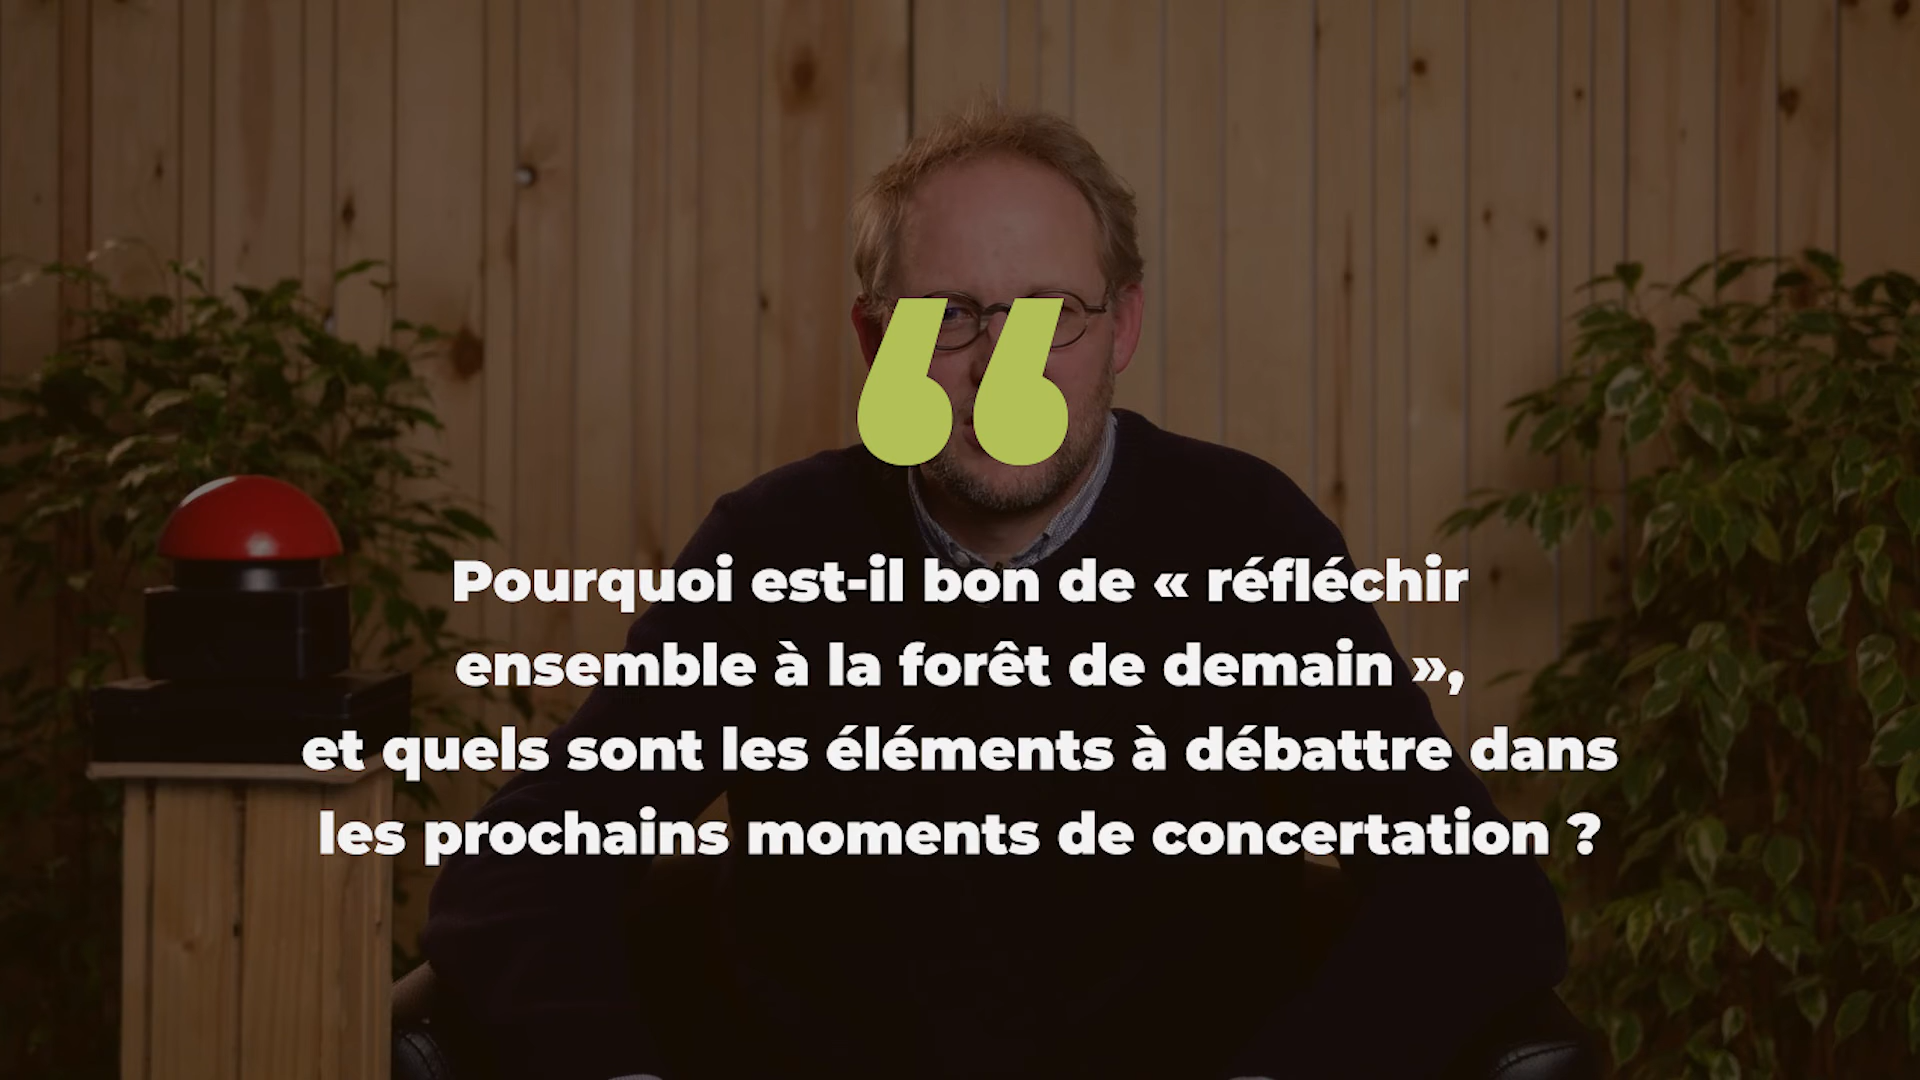 “
Pourquoi est-il bon de « réfléchir
ensemble à la forêt de demain »,
et quels sont les éléments à débattre dans
les prochains moments de concertation ?